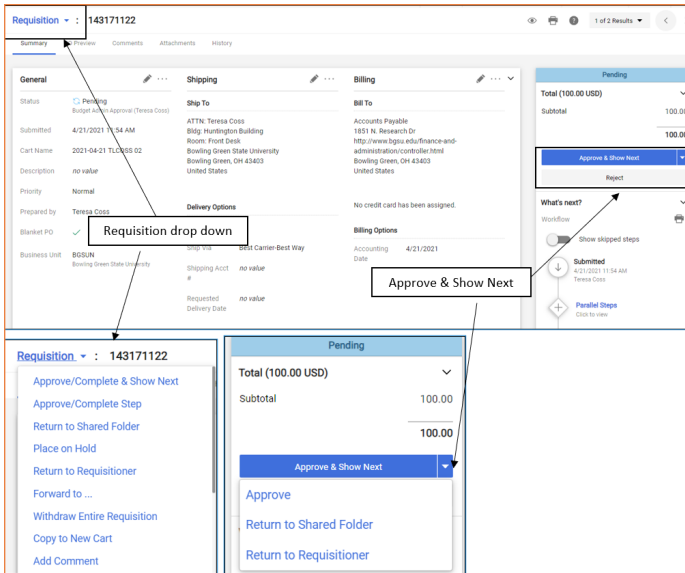 Requisition : 143171122
1 of 2 Results
Summary Preview Comments Attachments History
General
Status Pending
Budget Admin Approval (Teresa Coss)
Submitted 4/21/2021 11:54 AM
Cart Name 2021-04-21 TLCOSS 02
Description no value
Priority Normal
Prepared by Teresa Coss
Blanket PO
Business Unit BGSUN
Bowling Green State University
Shipping
Ship To
ATTN: Teresa Coss
Bldg: Huntington Building
Room: Front Desk
Bowling Green State University
Bowling Green, OH 43403
United States
Delivery Options
Ship Via Best Carrier-Best Way
Shipping Acct no value
#
Requested no value
Delivery Date
Billing
Bill To
Accounts Payable
1851 N. Research Dr
http://www.bgsu.edu/finance-and-
administration/controller.html
Bowling Green, OH 43403
United States
No credit card has been assigned.
Billing Options
Accounting 4/21/2021
Date
Pending
Total (100.00 USD)
Subtotal 100.00
100.00
Approve & Show Next
Reject
What's next?
Workflow
Show skipped steps
Submitted
4/21/2021 11:54 AM
Teresa Coss
Parallel Steps
Click to view
Requisition drop down
Approve & Show Next
Requisition : 143171122
Approve/Complete & Show Next
Approve/Complete Step
Return to Shared Folder
Place on Hold
Return to Requisitioner
Forward to ...
Withdraw Entire Requisition
Copy to New Cart
Add Comment
Pending
Total (100.00 USD)
Subtotal 100.00
100.00
Approve & Show Next
Approve
Return to Shared Folder
Return to Requisitioner